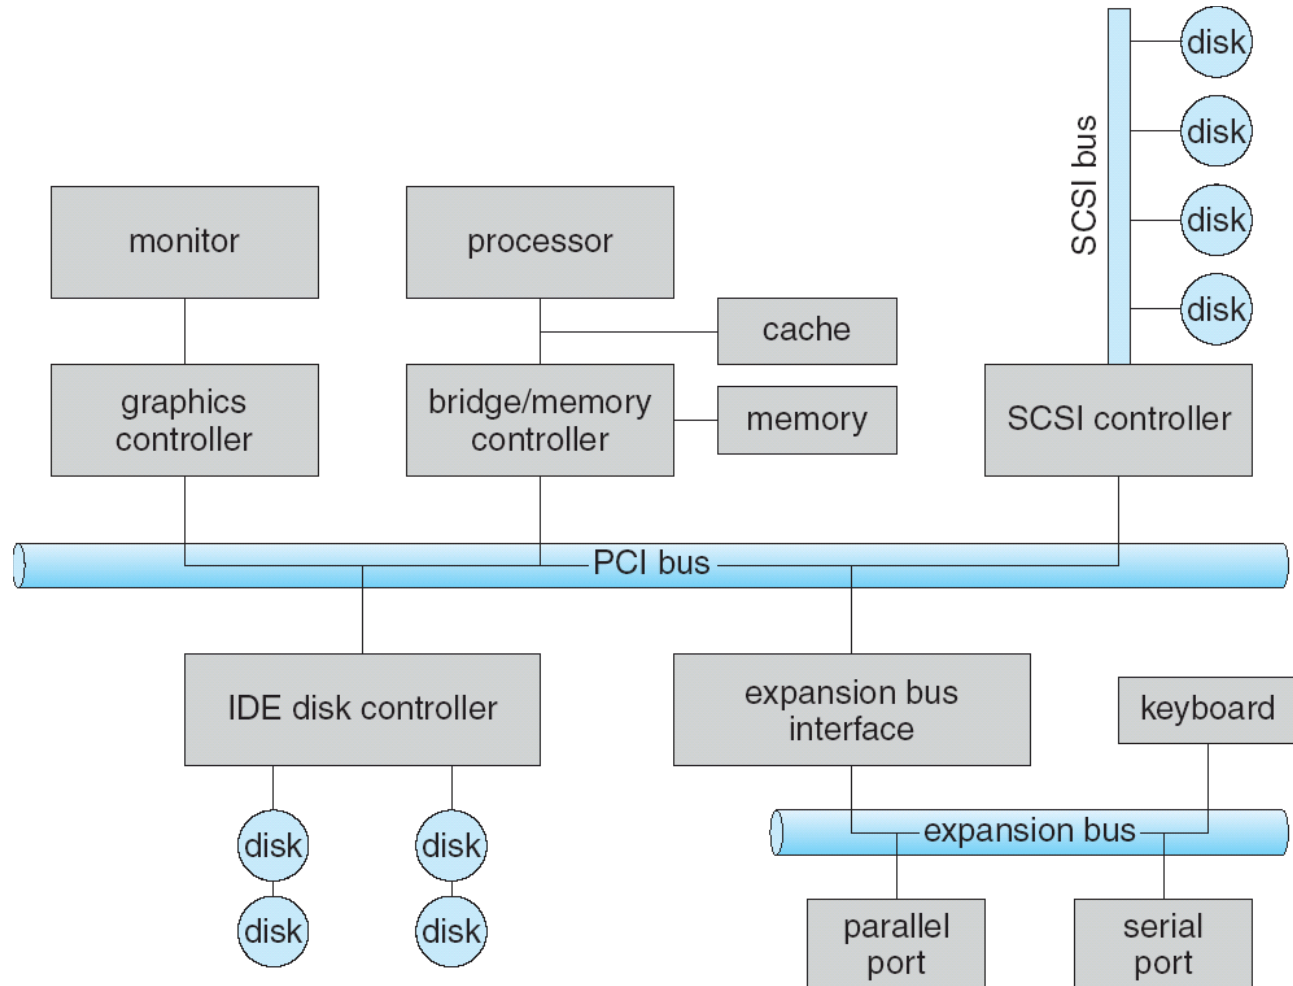 disk
disk
disk
disk
SCSI bus
monitor
processor
cache
graphics
controller
bridge/memory
controller
memory
SCSI controller
PCI bus
IDE disk controller
expansion bus
interface
keyboard
disk
disk
disk
disk
expansion bus
parallel
port
serial
port